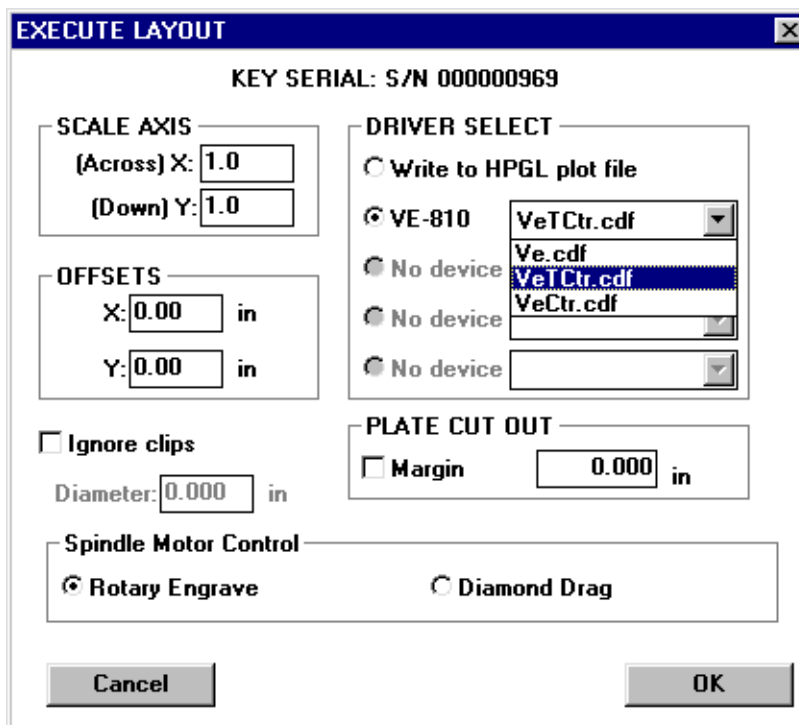 EXECUTE LAYOUT
KEY SERIAL: S/N 000000969
SCALE AXIS
(Across) X: 1.0
(Down) Y: 1.0
OFFSETS
X: 0.00 in
Y: 0.00 in
Ignore clips
Diameter: 0.000 in
DRIVER SELECT
Write to HPGL plot file
VE-810 VeTCtr.cdf
Ve.cdf
VeTCtr.cdf
VeCtr.cdf
No device
No device
No device
PLATE CUT OUT
Margin 0.000 in
Spindle Motor Control
Rotary Engrave
Diamond Drag
Cancel
OK